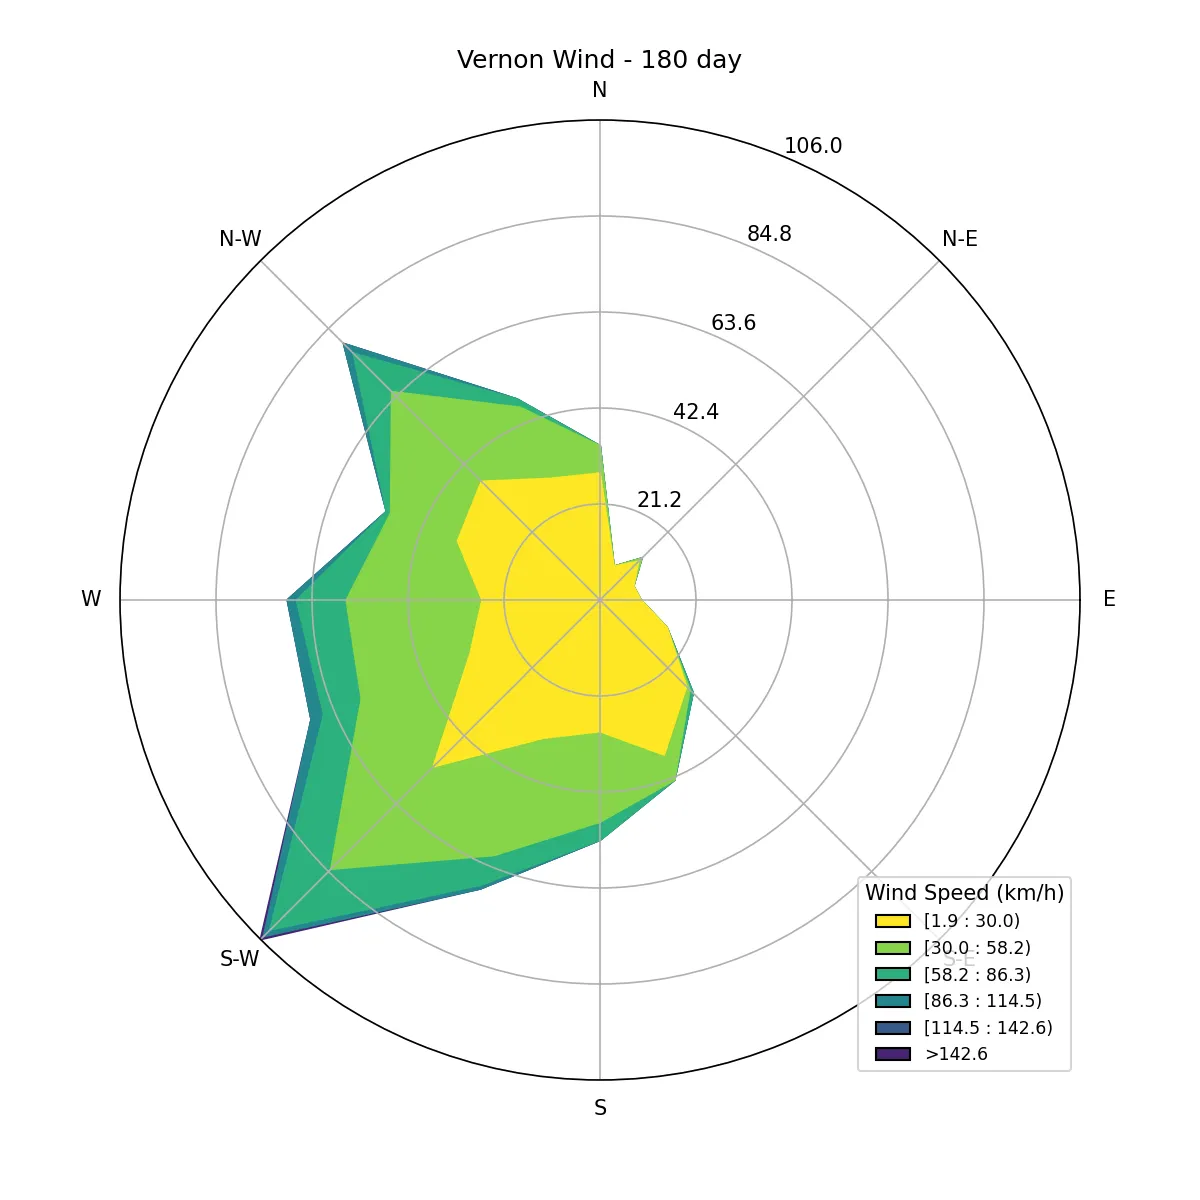 Vernon Wind - 180 day
N
106.0
N-W
84.8
N-E
63.6
42.4
21.2
W
E
S-W
S-E
S
Wind Speed (km/h)
[1.9 : 30.0)
[30.0 : 58.2)
[58.2 : 86.3)
[86.3 : 114.5)
[114.5 : 142.6)
>142.6